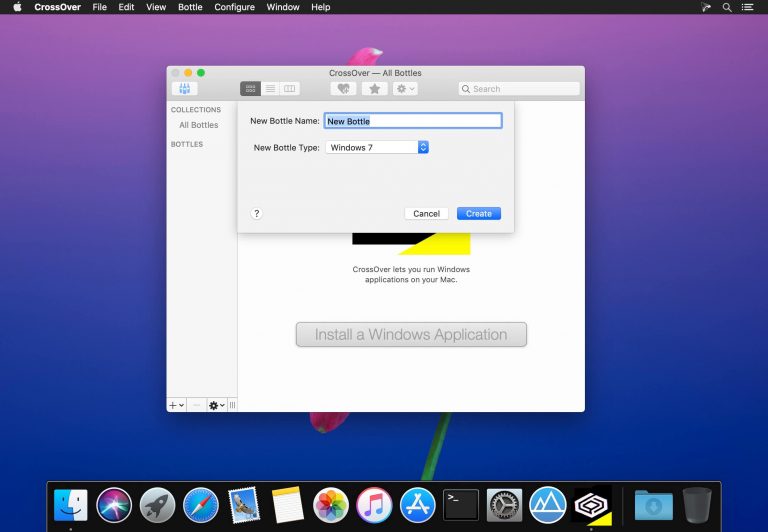 CrossOver File Edit View Bottle Configure Window Help
CrossOver — All Bottles
Search
COLLECTIONS
All Bottles
BOTTLES
New Bottle Name: New Bottle
New Bottle Type: Windows 7
? Cancel Create
CrossOver lets you run Windows
applications on your Mac.
Install a Windows Application
>_